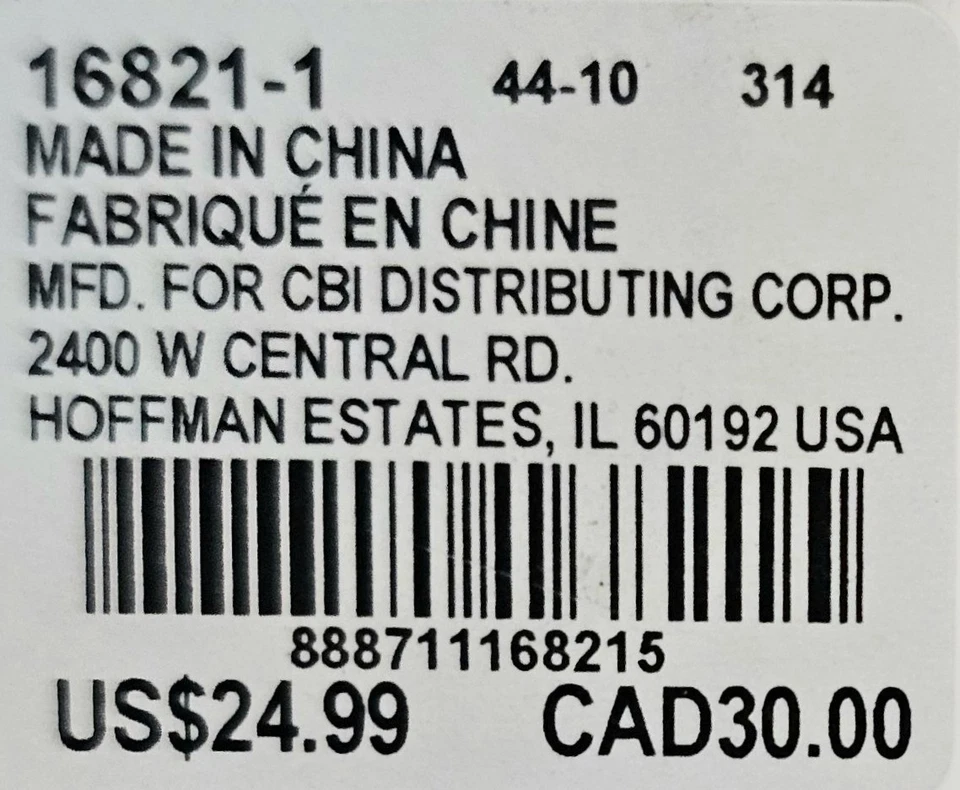 16821-1 44-10 314
MADE IN CHINA
FABRIQUÉ EN CHINE
MFD. FOR CBI DISTRIBUTING CORP.
2400 W CENTRAL RD.
HOFFMAN ESTATES, IL 60192 USA
888711168215
US$24.99 CAD30.00